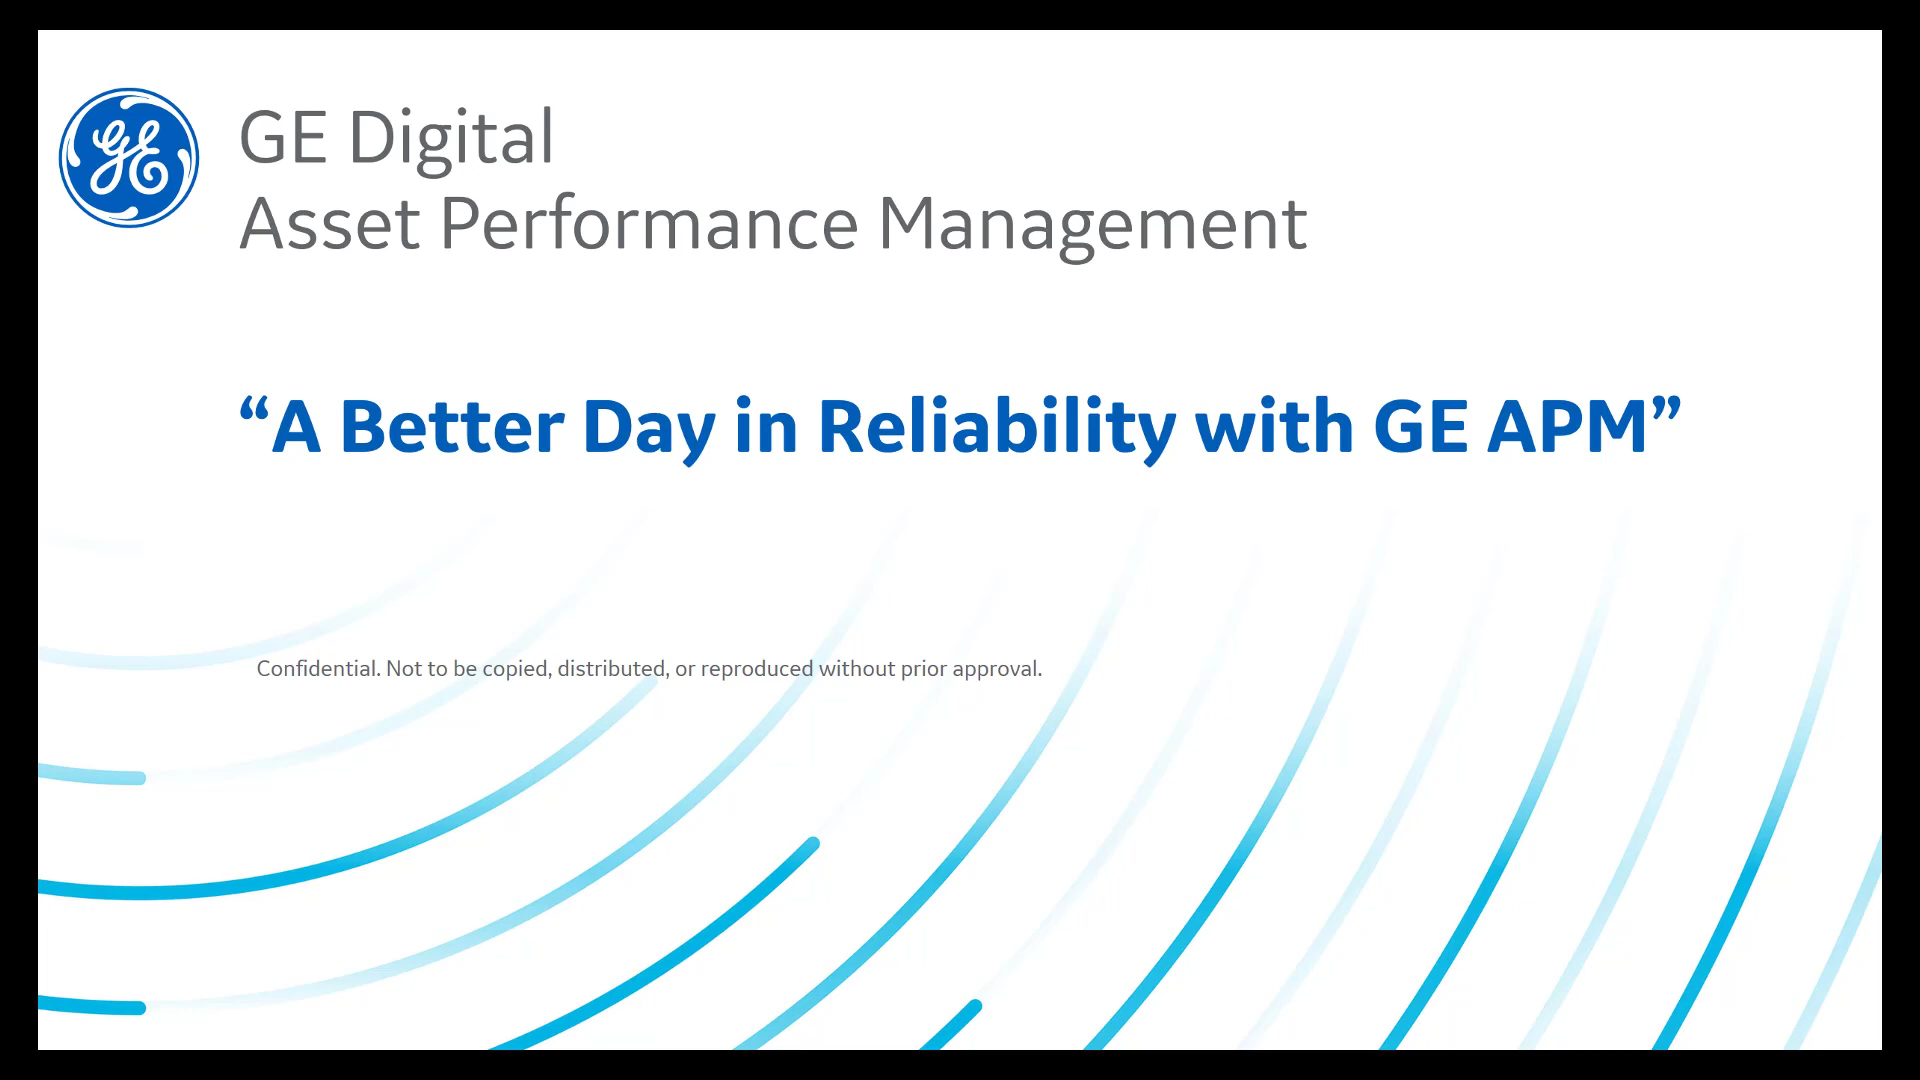 GE
GE Digital
Asset Performance Management
“A Better Day in Reliability with GE APM”
Confidential. Not to be copied, distributed, or reproduced without prior approval.